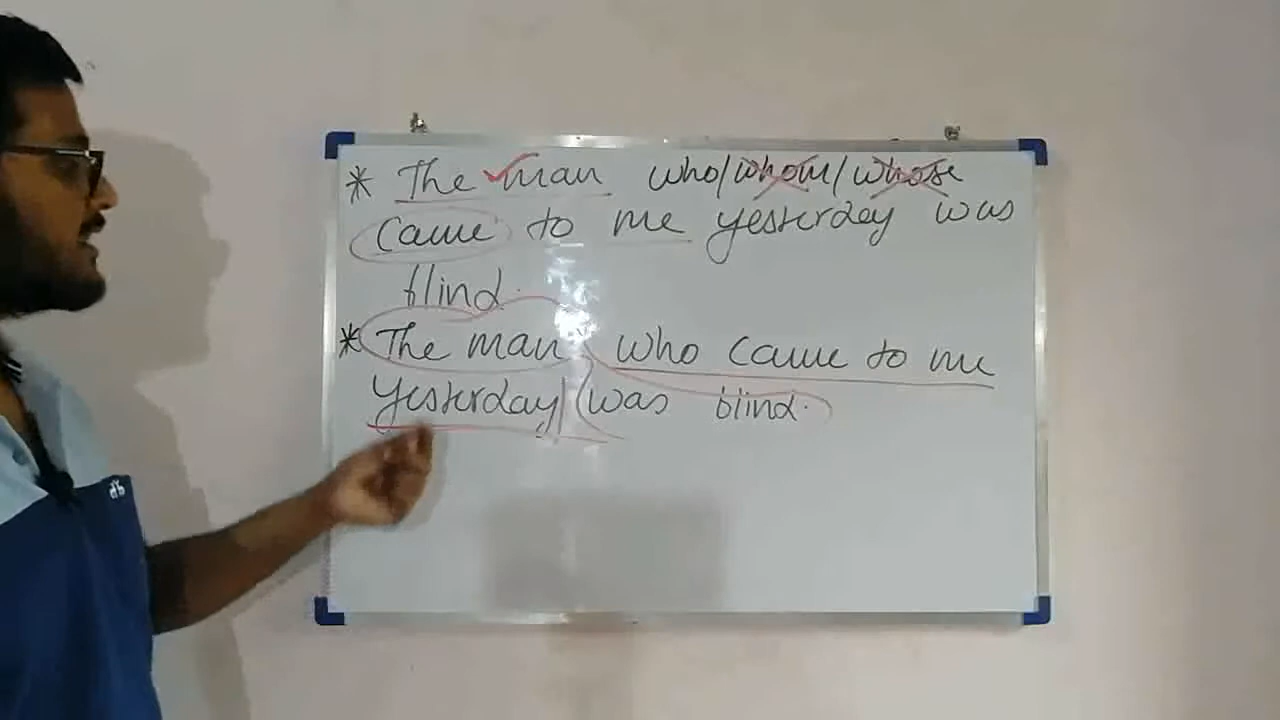 * The man who/whom/whose
came to me yesterday was
blind.
* The man who came to me
yesterday was blind.